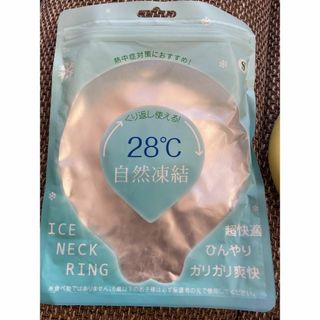 熱中症対策におすすめ!
S
くり返し使える!
28℃
自然凍結
ICE
NECK
RING
超快適
ひんやり
ガリガリ爽快